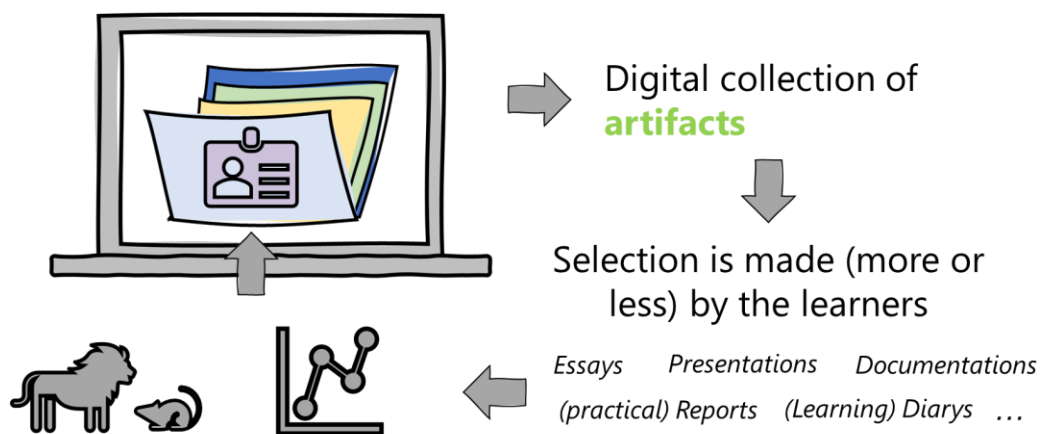 Digital collection of
artifacts
Selection is made (more or
less) by the learners
Essays Presentations Documentations
(practical) Reports (Learning) Diarys ...